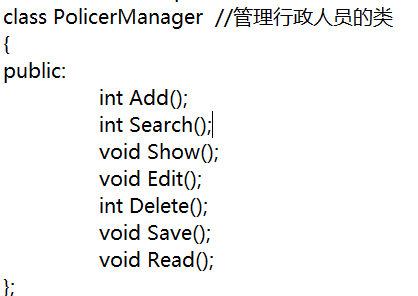 class PolicerManager  //管理行政人员的类
{
public:
            int Add();
            int Search();
            void Show();
            void Edit();
            int Delete();
            void Save();
            void Read();
};